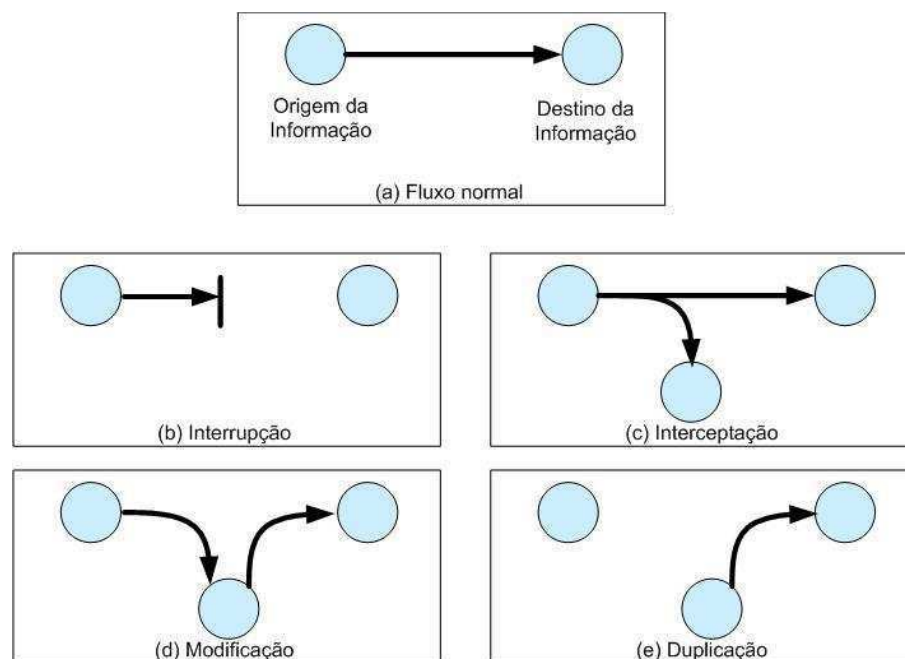 Origem da
Informação
Destino da
Informação
(a) Fluxo normal
(b) Interrupção
(c) Interceptação
(d) Modificação
(e) Duplicação